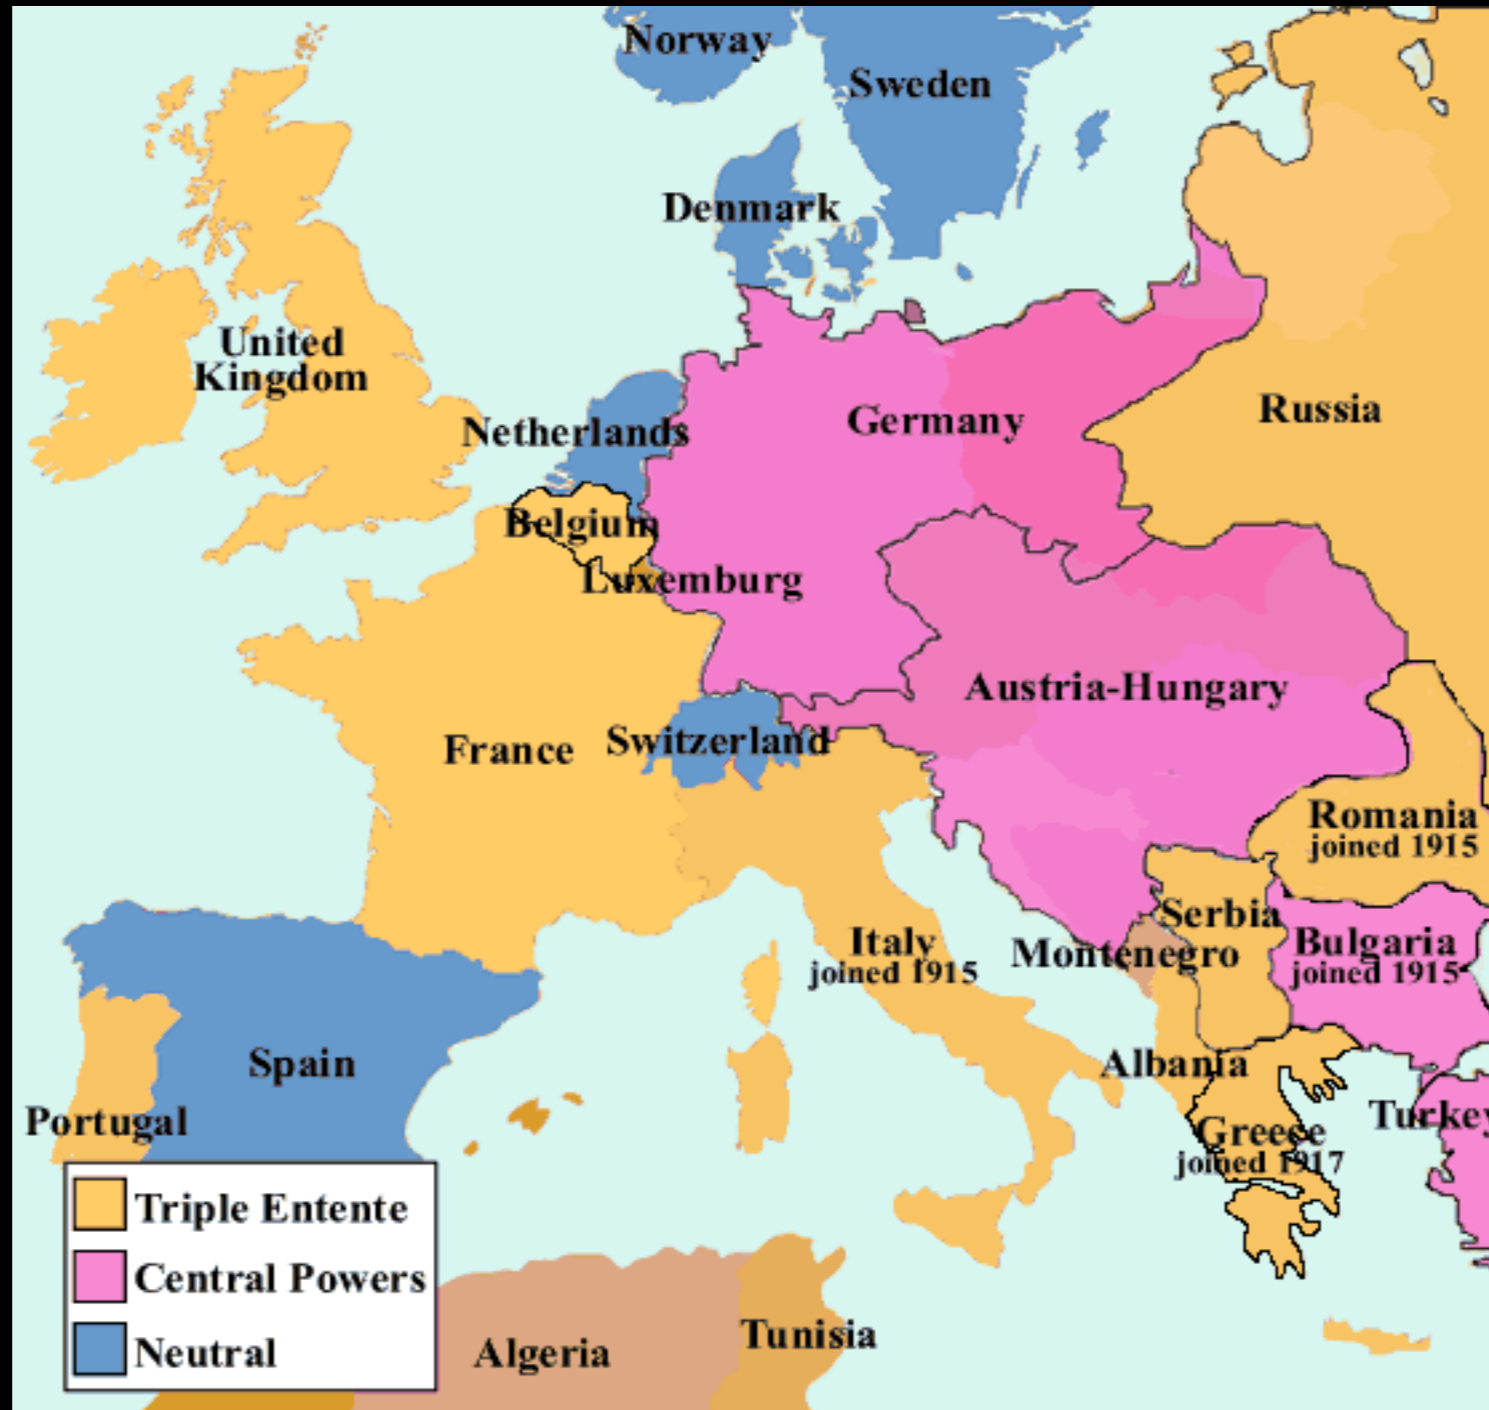 Norway
Sweden
Denmark
United
Kingdom
Netherlands
Germany
Russia
Belgium
Luxemburg
Austria-Hungary
France
Switzerland
Romania
joined 1915
Serbia
Italy
joined 1915
Montenegro
Bulgaria
joined 1915
Spain
Albania
Portugal
Turkey
Greece
joined 1917
Triple Entente
Central Powers
Neutral
Algeria
Tunisia